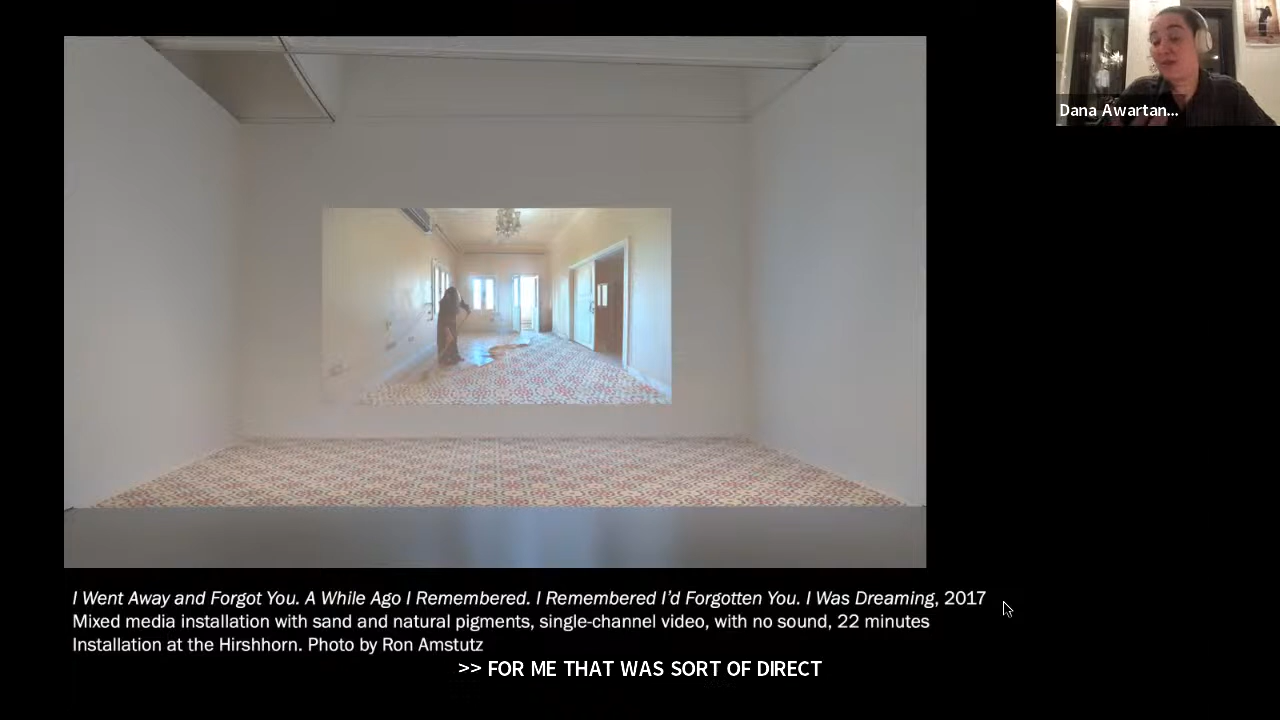 Dana Awartan...
I Went Away and Forgot You. A While Ago I Remembered. I Remembered I'd Forgotten You. I Was Dreaming, 2017
Mixed media installation with sand and natural pigments, single-channel video, with no sound, 22 minutes
Installation at the Hirshhorn. Photo by Ron Amstutz
>> FOR ME THAT WAS SORT OF DIRECT